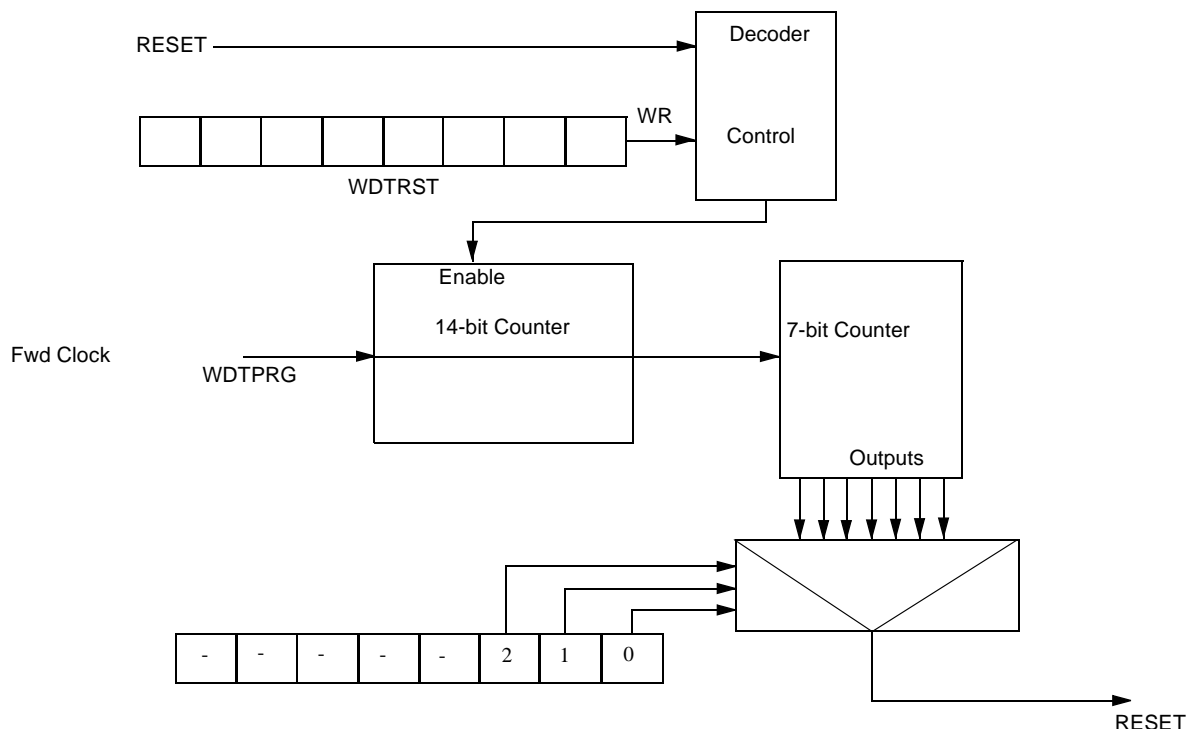 RESET
Decoder
WR
Control
WDTRST
Enable
14-bit Counter
7-bit Counter
Fwd Clock
WDTPRG
Outputs
- - - - - 2 1 0
RESET